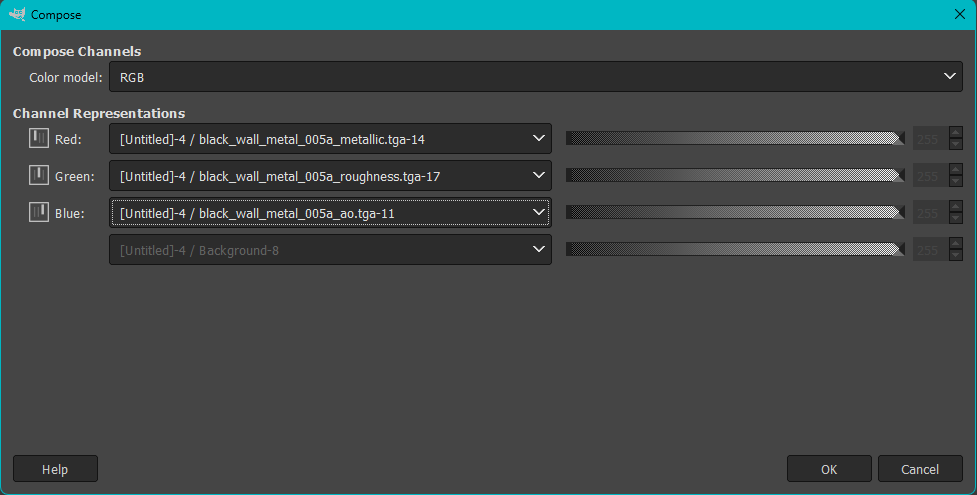 Compose
Compose Channels
Color model: RGB
Channel Representations
Red: [Untitled]-4 / black_wall_metal_005a_metallic.tga-14 255
Green: [Untitled]-4 / black_wall_metal_005a_roughness.tga-17 255
Blue: [Untitled]-4 / black_wall_metal_005a_ao.tga-11 255
[Untitled]-4 / Background-8 255
Help OK Cancel